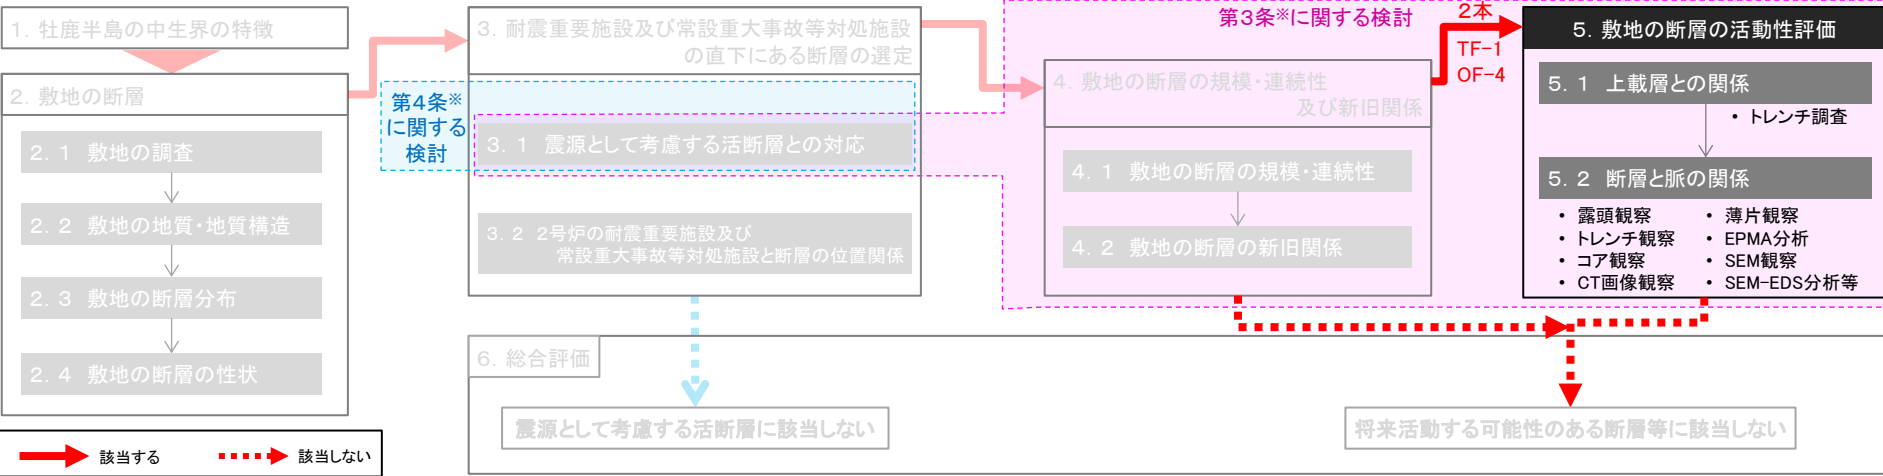 1. 牡鹿半島の中生界の特徴
2. 敷地の断層
2. 1 敷地の調査
2. 2 敷地の地質・地質構造
2. 3 敷地の断層分布
2. 4 敷地の断層の性状
3. 耐震重要施設及び常設重大事故等対処施設
の直下にある断層の選定
第4条※
に関する
検討
3. 1 震源として考慮する活断層との対応
3. 2 2号炉の耐震重要施設及び
常設重大事故等対処施設と断層の位置関係
第3条※に関する検討
4. 敷地の断層の規模・連続性
及び新旧関係
4. 1 敷地の断層の規模・連続性
4. 2 敷地の断層の新旧関係
2本
TF-1
OF-4
5. 敷地の断層の活動性評価
5. 1 上載層との関係
・ トレンチ調査
5. 2 断層と脈の関係
・ 露頭観察
・ トレンチ観察
・ コア観察
・ CT画像観察
・ 薄片観察
・ EPMA分析
・ SEM観察
・ SEM-EDS分析等
6. 総合評価
震源として考慮する活断層に該当しない
将来活動する可能性のある断層等に該当しない
該当する
該当しない